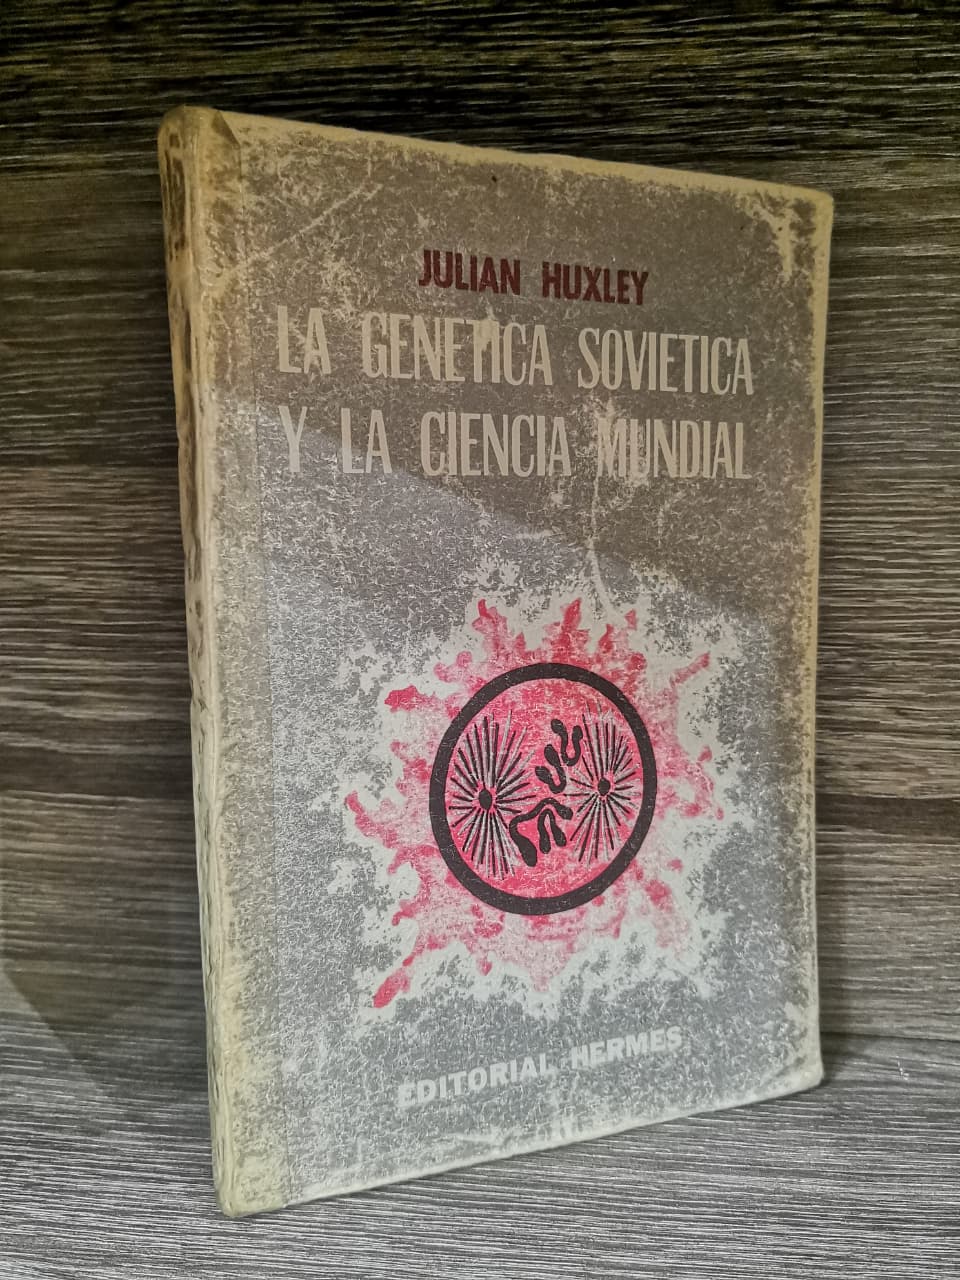 JULIAN HUXLEY
LA GENETICA SOVIETICA
Y LA CIENCIA MUNDIAL
EDITORIAL HERMES